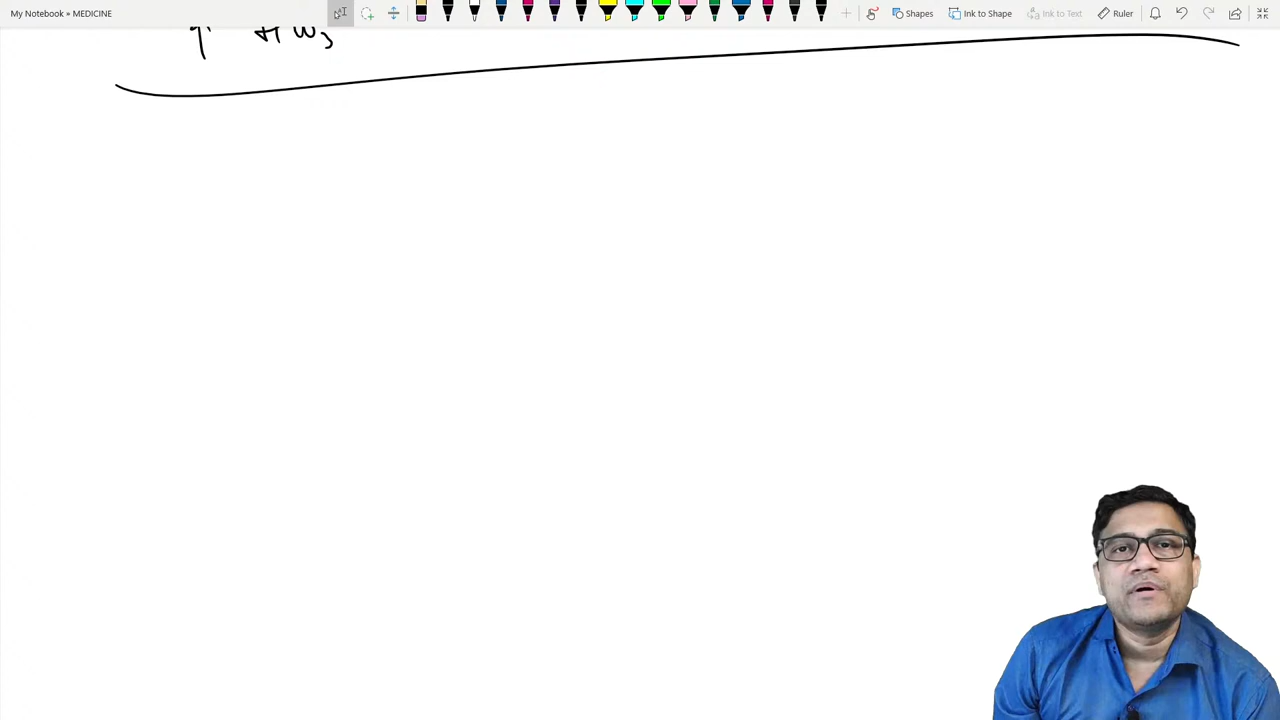 My Notebook = MEDICINE
Shapes
Ink to Shape
Ink to Text
Ruler